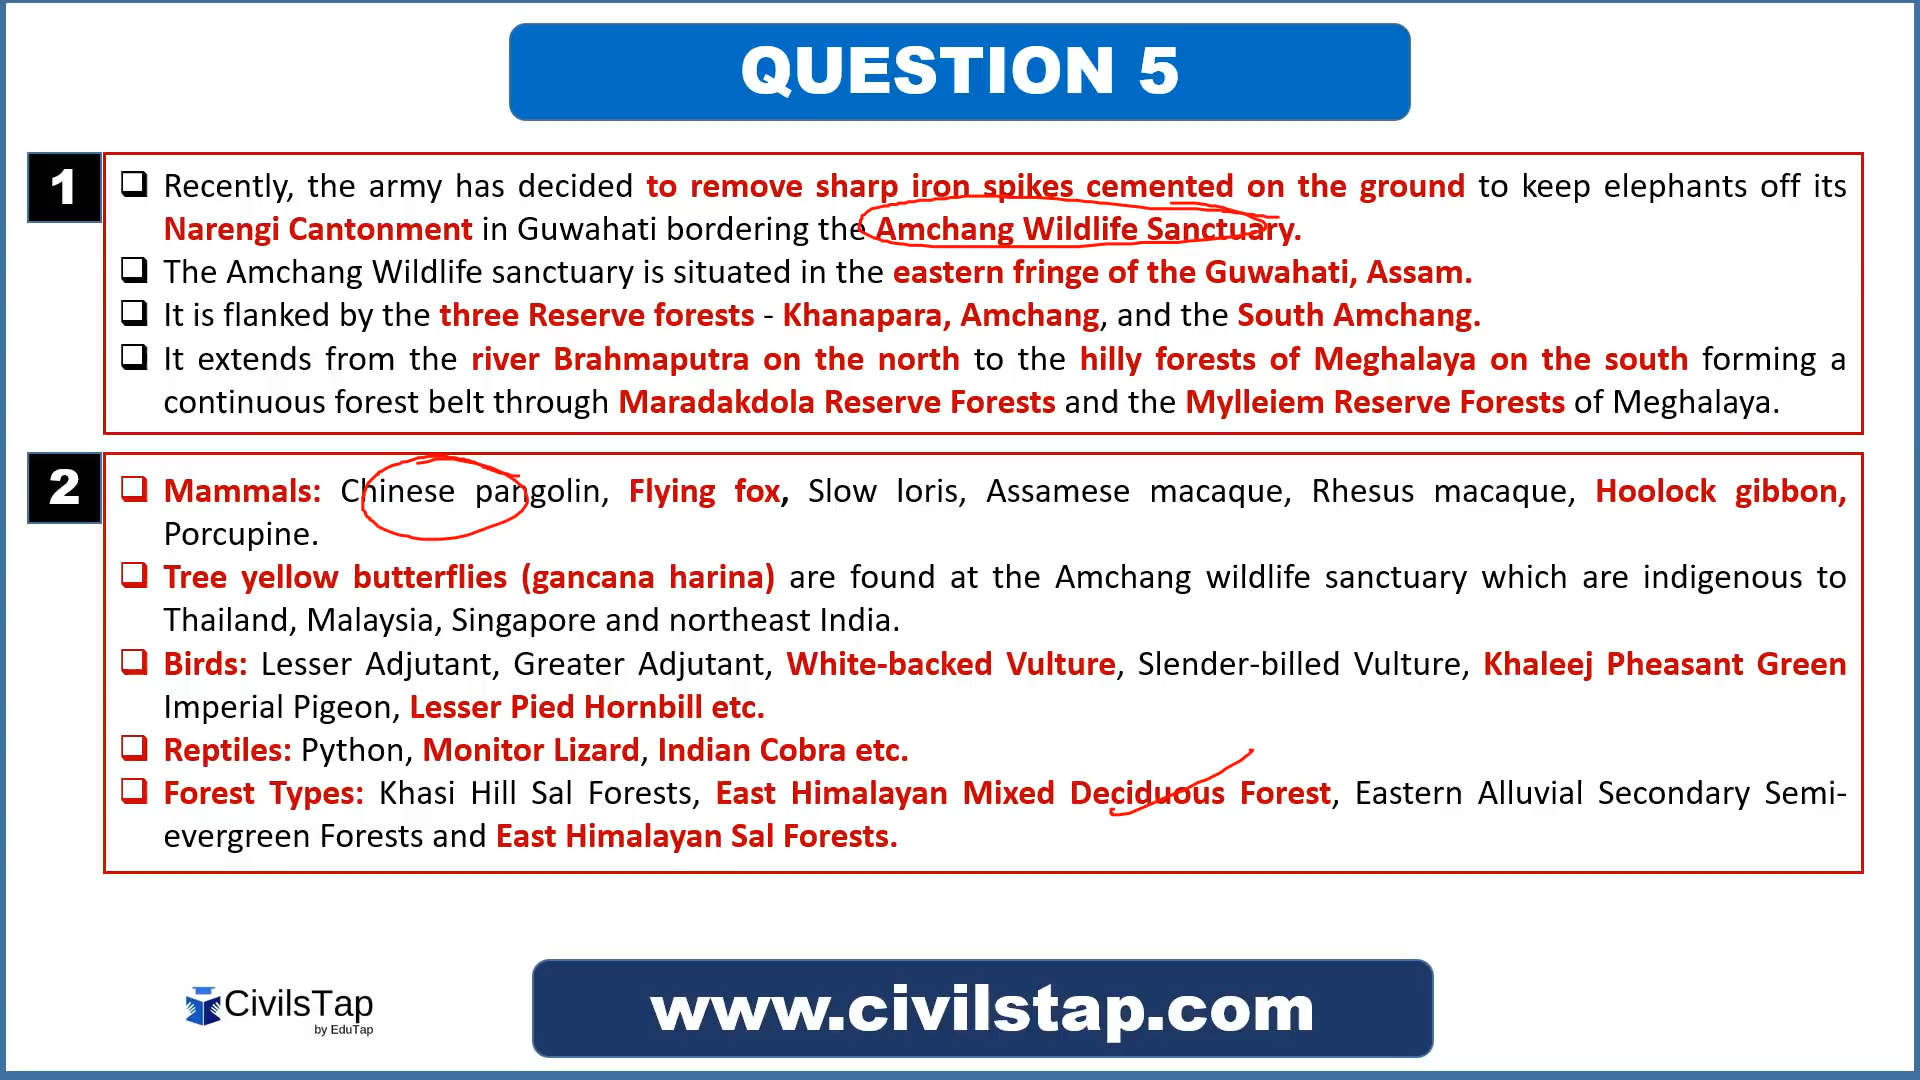 QUESTION 5
1
❑ Recently, the army has decided to remove sharp iron spikes cemented on the ground to keep elephants off its
Narengi Cantonment in Guwahati bordering the Amchang Wildlife Sanctuary.
❑ The Amchang Wildlife sanctuary is situated in the eastern fringe of the Guwahati, Assam.
❑ It is flanked by the three Reserve forests - Khanapara, Amchang, and the South Amchang.
❑ It extends from the river Brahmaputra on the north to the hilly forests of Meghalaya on the south forming a
continuous forest belt through Maradakdola Reserve Forests and the Mylleiem Reserve Forests of Meghalaya.
2
❑ Mammals: Chinese pangolin, Flying fox, Slow loris, Assamese macaque, Rhesus macaque, Hoolock gibbon,
Porcupine.
❑ Tree yellow butterflies (gancana harina) are found at the Amchang wildlife sanctuary which are indigenous to
Thailand, Malaysia, Singapore and northeast India.
❑ Birds: Lesser Adjutant, Greater Adjutant, White-backed Vulture, Slender-billed Vulture, Khaleej Pheasant Green
Imperial Pigeon, Lesser Pied Hornbill etc.
❑ Reptiles: Python, Monitor Lizard, Indian Cobra etc.
❑ Forest Types: Khasi Hill Sal Forests, East Himalayan Mixed Deciduous Forest, Eastern Alluvial Secondary Semi-
evergreen Forests and East Himalayan Sal Forests.
CivilsTap
by EduTap
www.civilstap.com